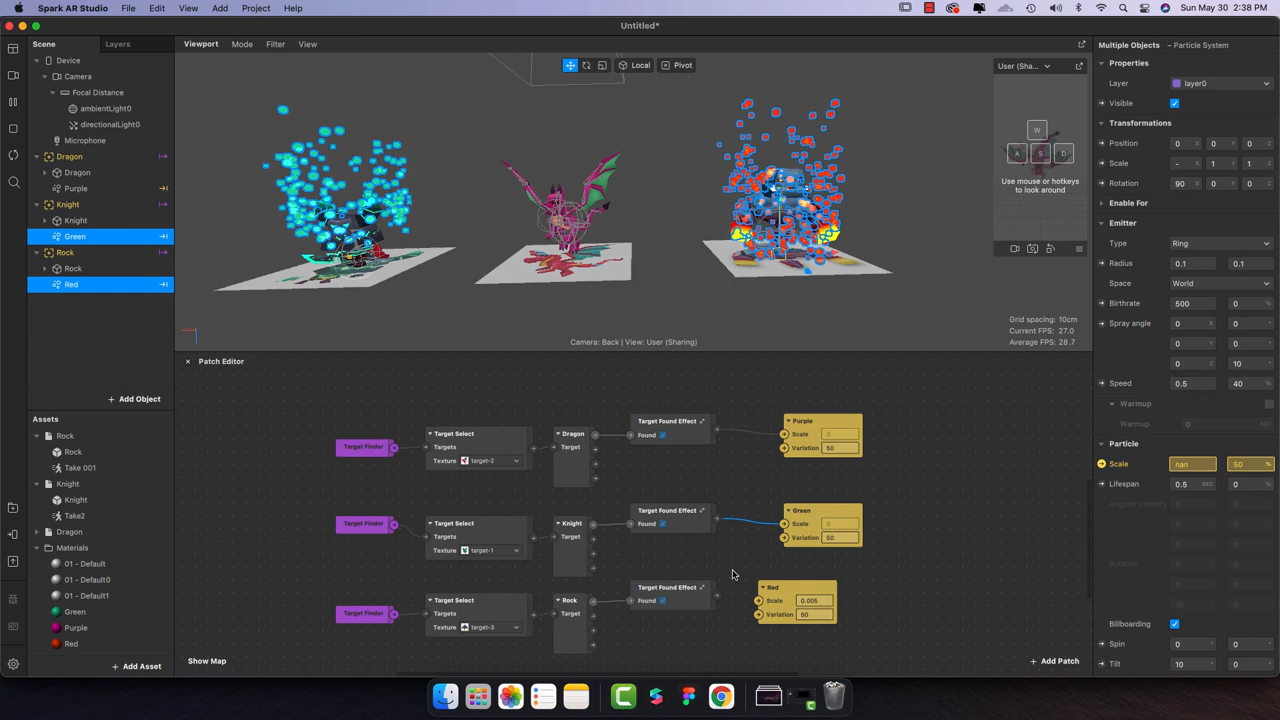 Spark AR Studio File Edit View Add Project Help
Sun May 30 2:38 PM
Untitled*
Scene Layers
Device
Camera
Focal Distance
ambientLight0
directionalLight0
Microphone
Dragon
Dragon
Purple
Knight
Knight
Green
Rock
Rock
Red
+ Add Object
Assets
Rock
Rock
Take 001
Knight
Knight
Take2
Dragon
Materials
01 - Default
01 - Default0
01 - Default1
Green
Purple
Red
+ Add Asset
Viewport Mode Filter View
Local Pivot
User (Sha...
W
A S D
Use mouse or hotkeys
to look around
Grid spacing: 10cm
Current FPS: 27.0
Average FPS: 28.7
Camera: Back | View: User (Sharing)
Patch Editor
Target Finder
Target Select
Targets
Texture target-2
Dragon
Target
Target Found Effect
Found
Purple
Scale 0
Variation 50
Target Finder
Target Select
Targets
Texture target-1
Knight
Target
Target Found Effect
Found
Green
Scale 0
Variation 50
Target Finder
Target Select
Targets
Texture target-3
Rock
Target
Target Found Effect
Found
Red
Scale 0.005
Variation 50
Show Map
+ Add Patch
Multiple Objects – Particle System
Properties
Layer layer0
Visible
Transformations
Position 0 X 0 Y 0 Z
Scale - X 1 Y 1 Z
Rotation 90 X 0 Y 0 Z
Enable For
Emitter
Type Ring
Radius 0.1 0.1
Space World
Birthrate 500 0 %
Spray angle 0 X 0 °
0 Y 0 °
0 Z 10 °
Speed 0.5 40 %
Warmup
Warmup 0 SEC
Particle
Scale nan 50 %
Lifespan 0.5 SEC 0 %
Angular Velocity
Rotation
10
Billboarding
Spin 0 ° 0 °
Tilt 10 ° 0 °